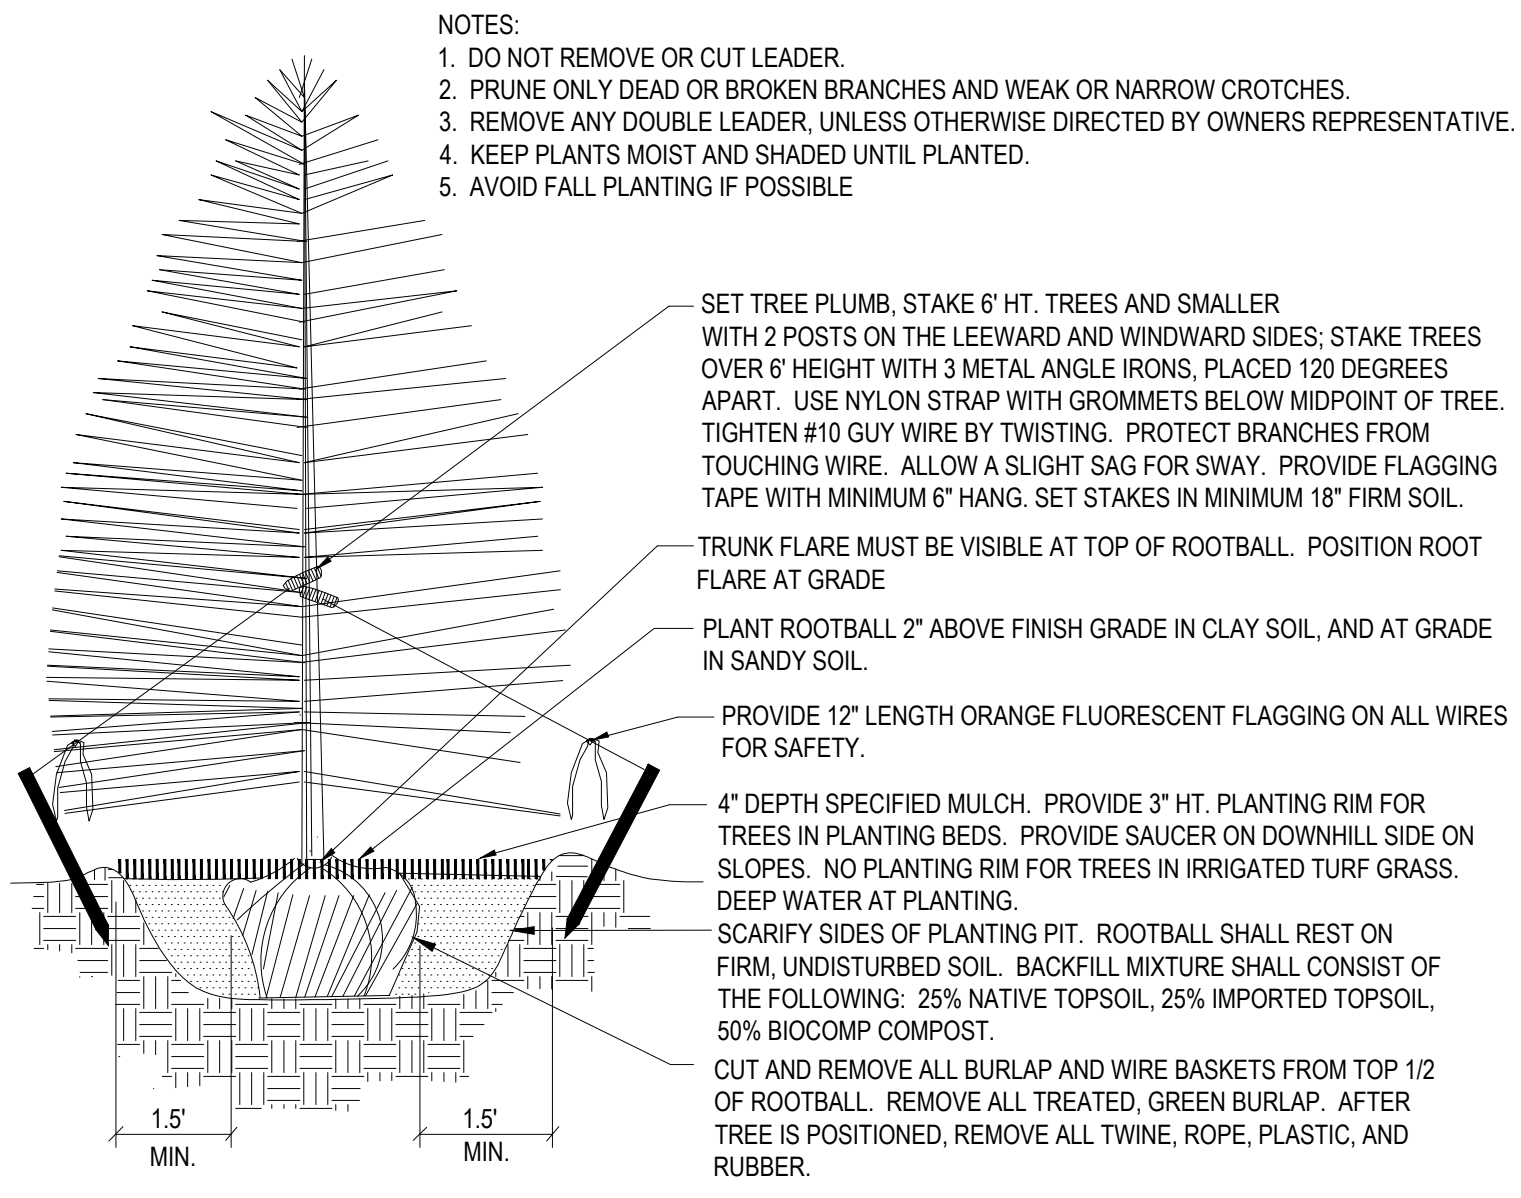 NOTES:
1. DO NOT REMOVE OR CUT LEADER.
2. PRUNE ONLY DEAD OR BROKEN BRANCHES AND WEAK OR NARROW CROTCHES.
3. REMOVE ANY DOUBLE LEADER, UNLESS OTHERWISE DIRECTED BY OWNERS REPRESENTATIVE.
4. KEEP PLANTS MOIST AND SHADED UNTIL PLANTED.
5. AVOID FALL PLANTING IF POSSIBLE
SET TREE PLUMB, STAKE 6' HT. TREES AND SMALLER
WITH 2 POSTS ON THE LEEWARD AND WINDWARD SIDES; STAKE TREES
OVER 6' HEIGHT WITH 3 METAL ANGLE IRONS, PLACED 120 DEGREES
APART. USE NYLON STRAP WITH GROMMETS BELOW MIDPOINT OF TREE.
TIGHTEN #10 GUY WIRE BY TWISTING. PROTECT BRANCHES FROM
TOUCHING WIRE. ALLOW A SLIGHT SAG FOR SWAY. PROVIDE FLAGGING
TAPE WITH MINIMUM 6" HANG. SET STAKES IN MINIMUM 18" FIRM SOIL.
TRUNK FLARE MUST BE VISIBLE AT TOP OF ROOTBALL. POSITION ROOT
FLARE AT GRADE
PLANT ROOTBALL 2" ABOVE FINISH GRADE IN CLAY SOIL, AND AT GRADE
IN SANDY SOIL.
PROVIDE 12" LENGTH ORANGE FLUORESCENT FLAGGING ON ALL WIRES
FOR SAFETY.
4" DEPTH SPECIFIED MULCH. PROVIDE 3" HT. PLANTING RIM FOR
TREES IN PLANTING BEDS. PROVIDE SAUCER ON DOWNHILL SIDE ON
SLOPES. NO PLANTING RIM FOR TREES IN IRRIGATED TURF GRASS.
DEEP WATER AT PLANTING.
SCARIFY SIDES OF PLANTING PIT. ROOTBALL SHALL REST ON
FIRM, UNDISTURBED SOIL. BACKFILL MIXTURE SHALL CONSIST OF
THE FOLLOWING: 25% NATIVE TOPSOIL, 25% IMPORTED TOPSOIL,
50% BIOCOMP COMPOST.
CUT AND REMOVE ALL BURLAP AND WIRE BASKETS FROM TOP 1/2
OF ROOTBALL. REMOVE ALL TREATED, GREEN BURLAP. AFTER
TREE IS POSITIONED, REMOVE ALL TWINE, ROPE, PLASTIC, AND
RUBBER.
1.5'
MIN.
1.5'
MIN.